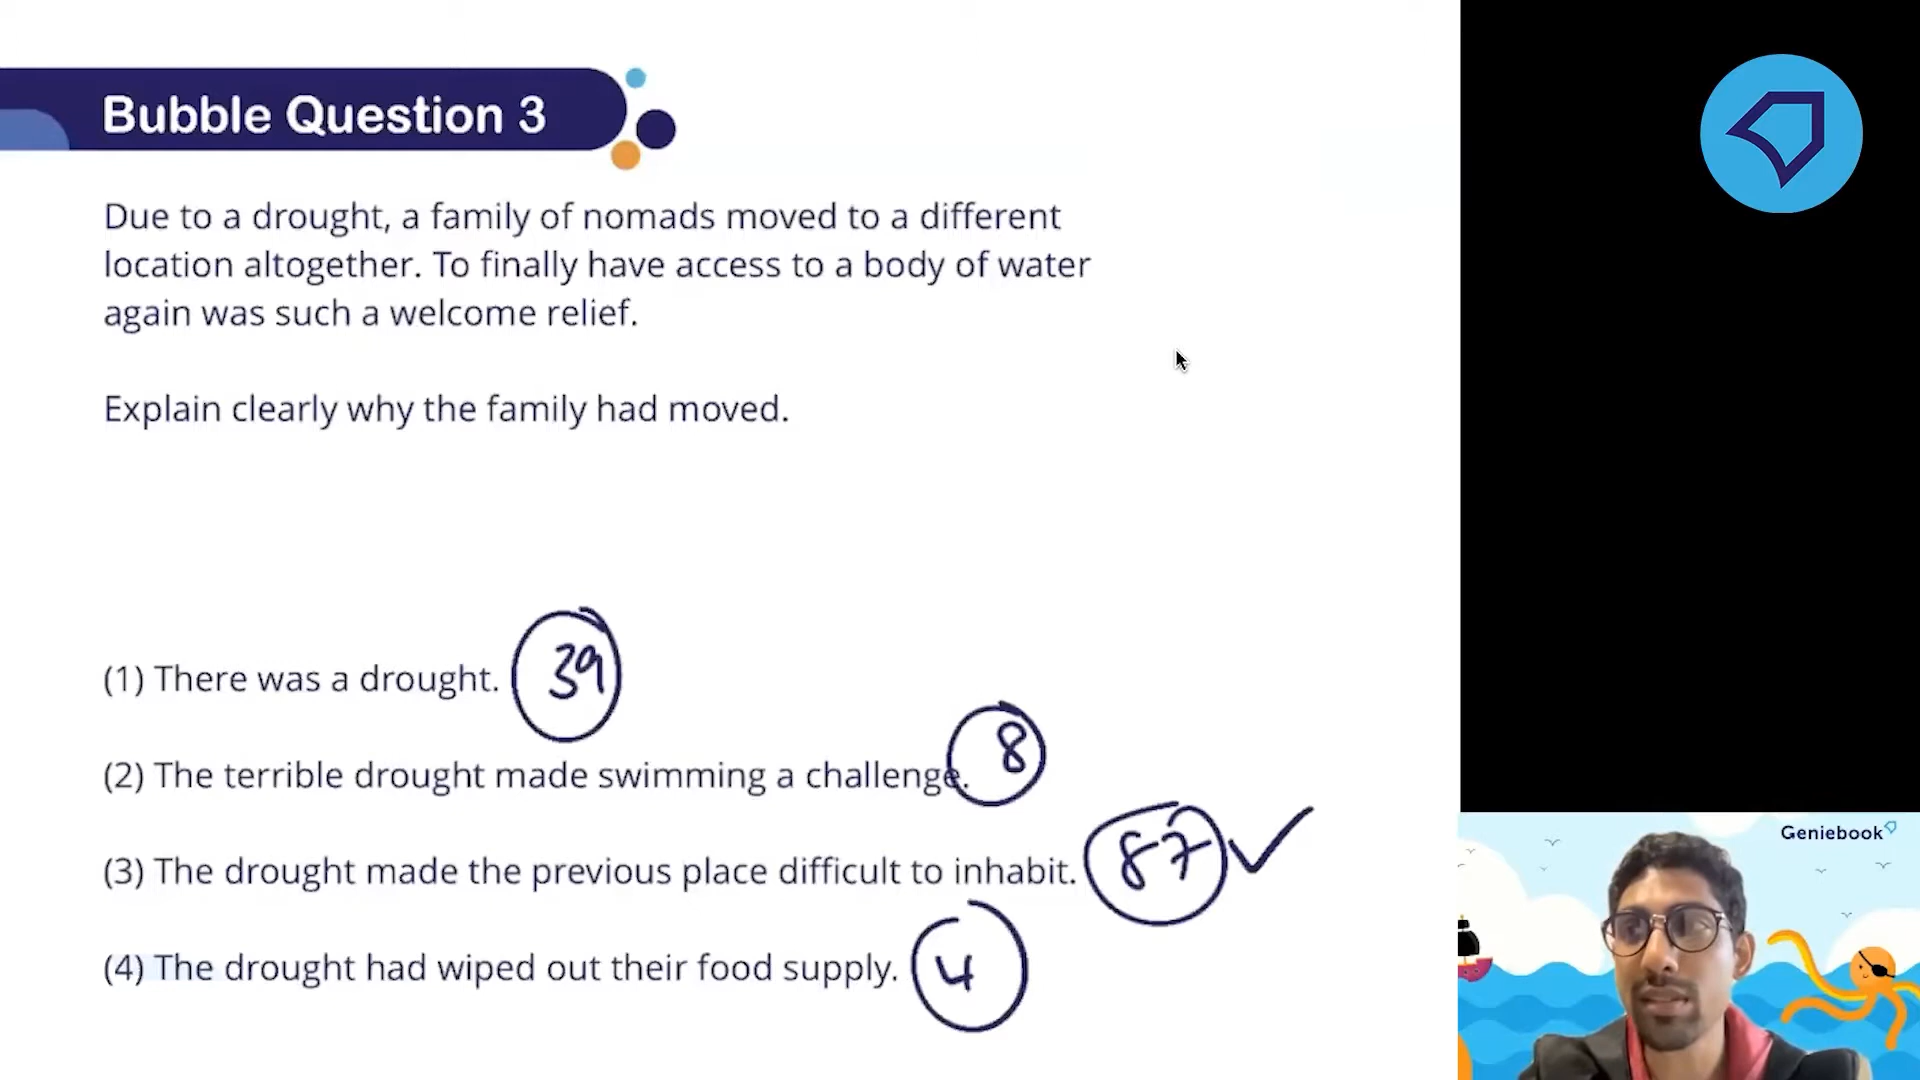 Bubble Question 3
Due to a drought, a family of nomads moved to a different
location altogether. To finally have access to a body of water
again was such a welcome relief.
Explain clearly why the family had moved.
(1) There was a drought. 39
(2) The terrible drought made swimming a challenge. 8
(3) The drought made the previous place difficult to inhabit. 87
(4) The drought had wiped out their food supply. 4
Geniebook